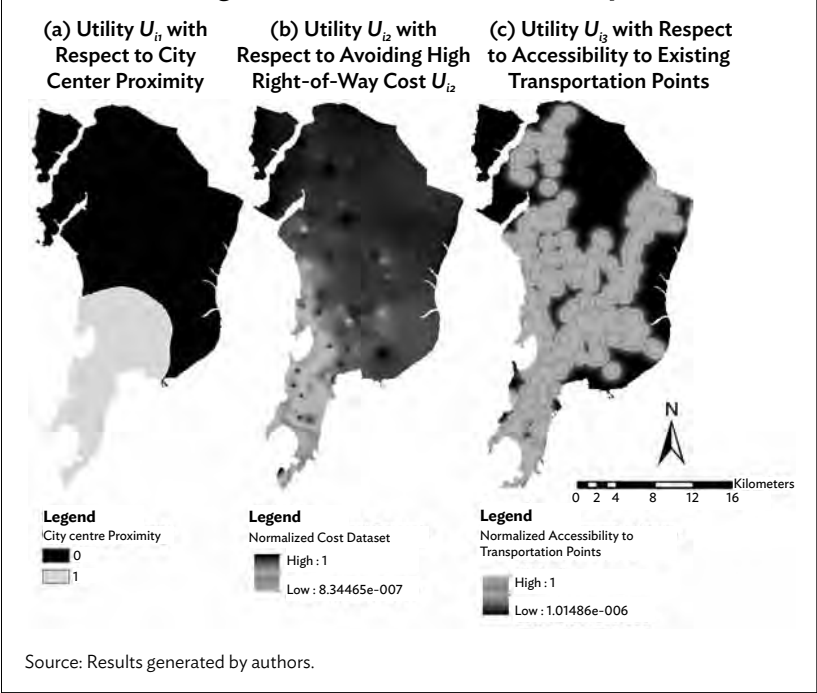 (a) Utility Ui1 with
Respect to City
Center Proximity
(b) Utility Ui2 with
Respect to Avoiding High
Right-of-Way Cost Ui2
(c) Utility Ui3 with Respect
to Accessibility to Existing
Transportation Points
N
Kilometers
0 2 4 8 12 16
Legend
City centre Proximity
0
1
Legend
Normalized Cost Dataset
High : 1
Low : 8.34465e-007
Legend
Normalized Accessibility to
Transportation Points
High : 1
Low : 1.01486e-006
Source: Results generated by authors.